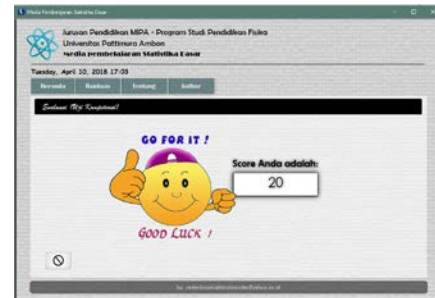 Media Pembelajaran Statistika Dasar
Jurusan Pendidikan MIPA - Program Studi Pendidikan Fisika
Universitas Pattimura Ambon
Media Pembelajaran Statistika Dasar
Tuesday, April 10, 2018 17:03
Beranda Bantuan Tentang Author
Evaluasi (Uji Kompetensi)
GO FOR IT !
Score Anda adalah:
20
GOOD LUCK !
by